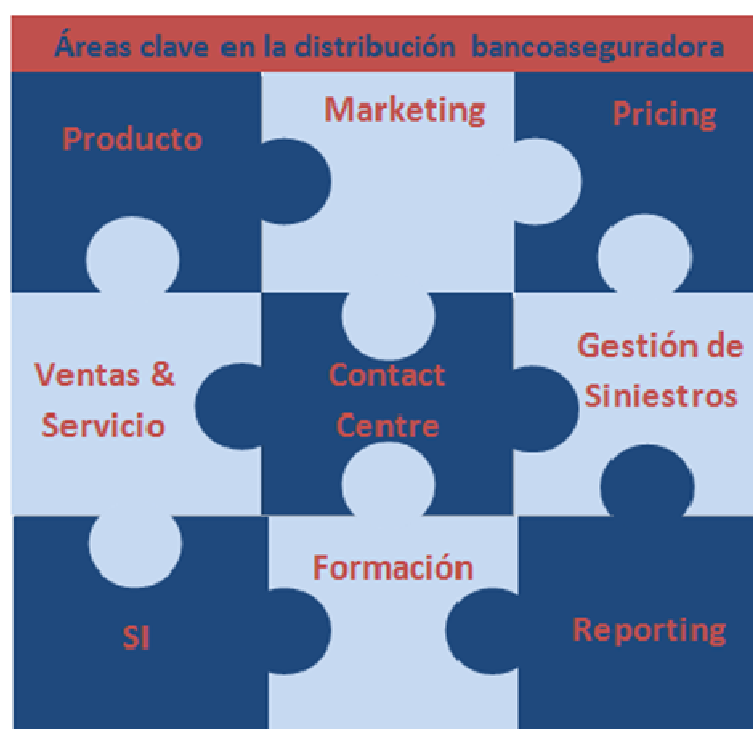 Áreas clave en la distribución bancoaseguradora
Producto
Marketing
Pricing
Ventas &
Servicio
Contact
Centre
Gestión de
Siniestros
SI
Formación
Reporting